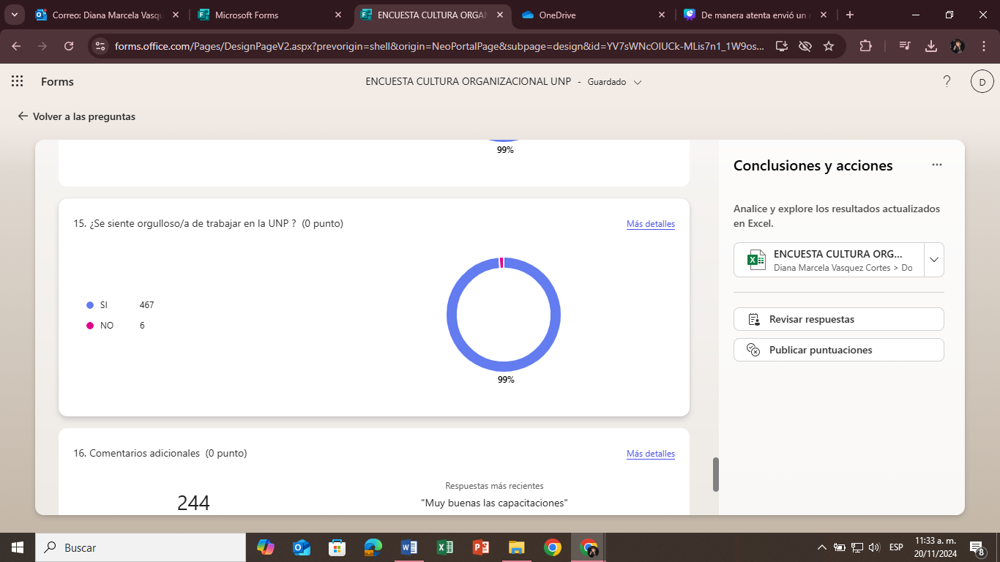 Correo: Diana Marcela Vasqu
Microsoft Forms
ENCUESTA CULTURA ORGAN
OneDrive
De manera atenta envió un r
forms.office.com/Pages/DesignPageV2.aspx?prevorigin=shell&origin=NeoPortalPage&subpage=design&id=YV7sWNcOIUCk-MLis7n1_1W9os...
Forms
ENCUESTA CULTURA ORGANIZACIONAL UNP - Guardado
?
D
Volver a las preguntas
99%
15. ¿Se siente orgulloso/a de trabajar en la UNP ? (0 punto)
Más detalles
SI 467
NO 6
99%
16. Comentarios adicionales (0 punto)
Más detalles
244
Respuestas más recientes
"Muy buenas las capacitaciones"
Conclusiones y acciones
Analice y explore los resultados actualizados
en Excel.
ENCUESTA CULTURA ORG...
Diana Marcela Vasquez Cortes > Do
Revisar respuestas
Publicar puntuaciones
Buscar
ESP
11:33 a. m.
20/11/2024
8